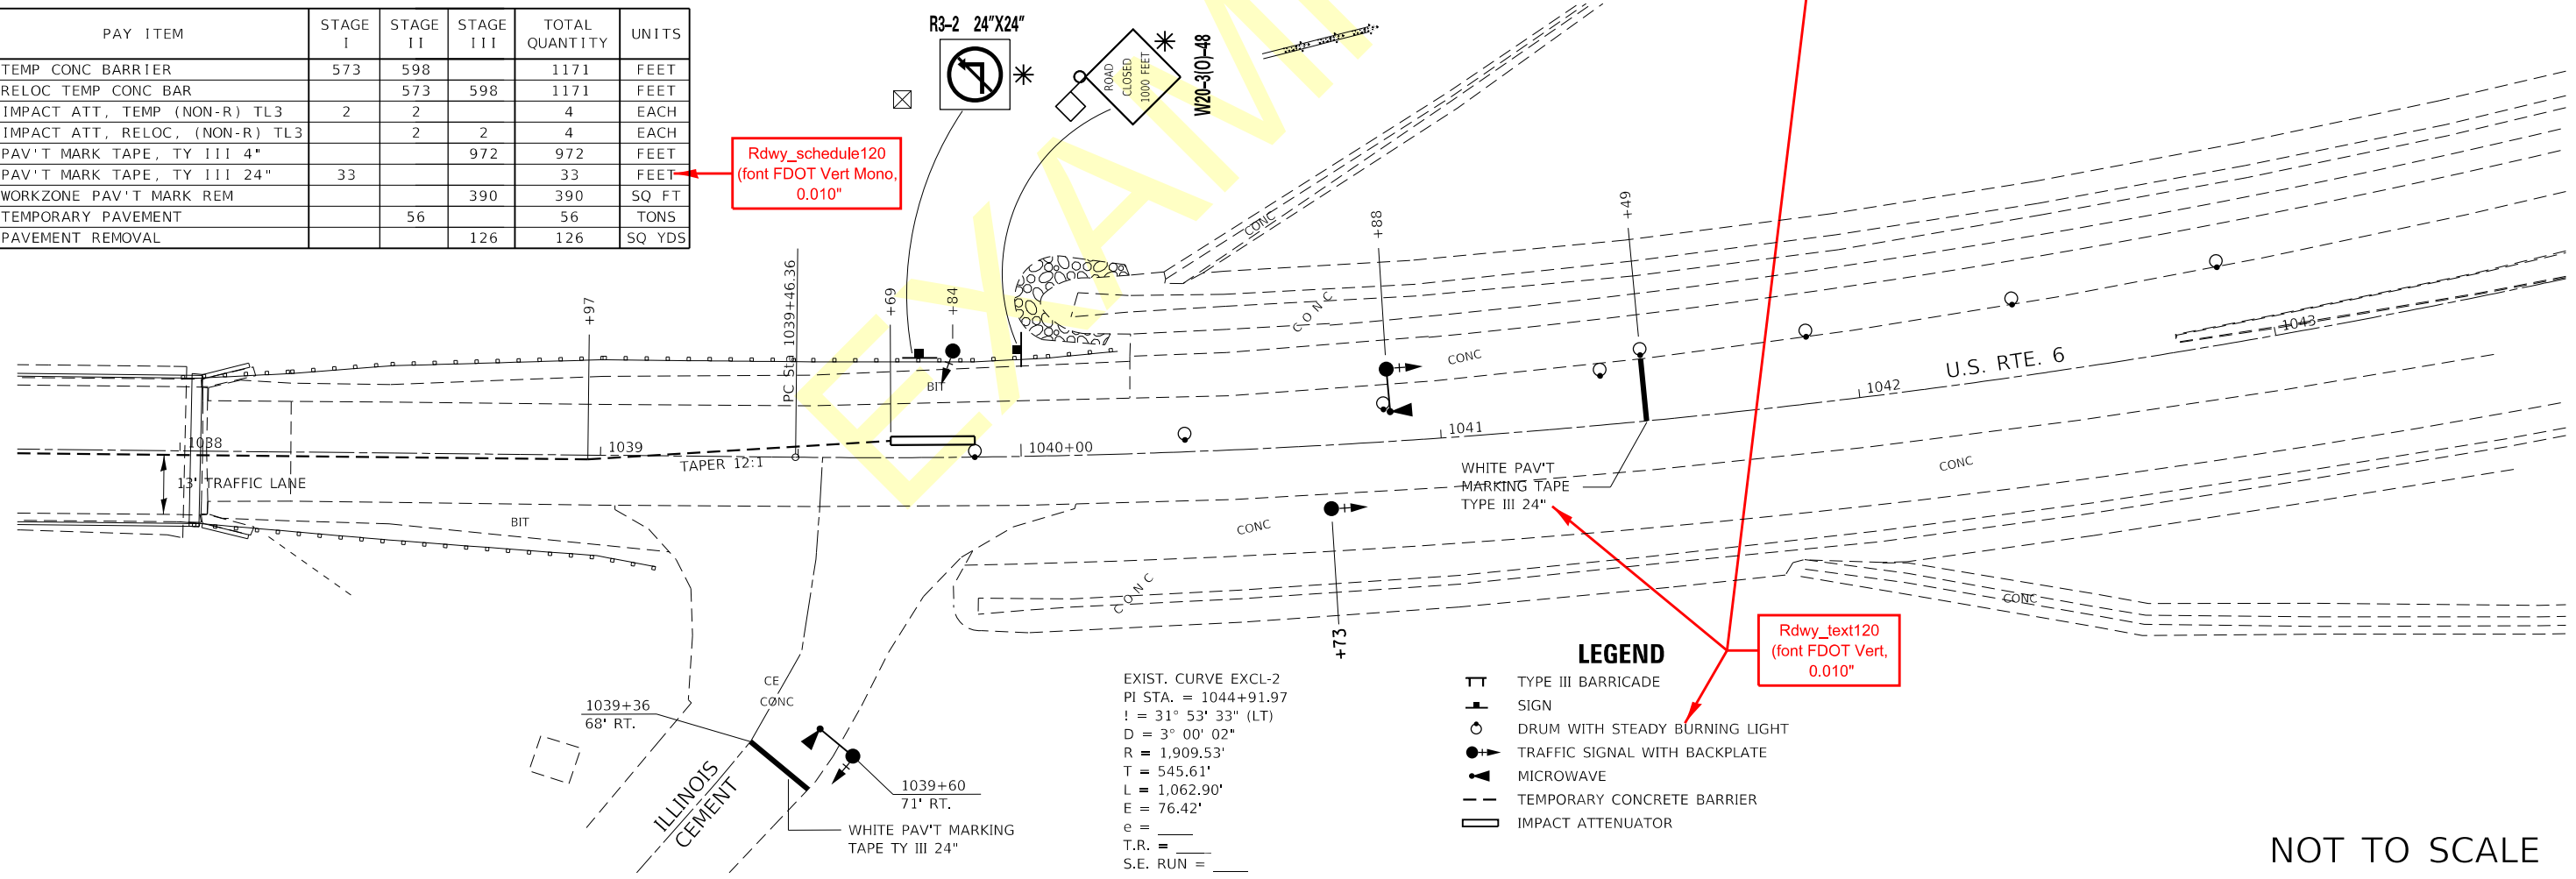 PAY ITEM STAGE I STAGE II STAGE III TOTAL QUANTITY UNITS
TEMP CONC BARRIER 573 598 1171 FEET
RELOC TEMP CONC BAR 573 598 1171 FEET
IMPACT ATT, TEMP (NON-R) TL3 2 2 4 EACH
IMPACT ATT, RELOC, (NON-R) TL3 2 2 4 EACH
PAV'T MARK TAPE, TY III 4" 972 972 FEET
PAV'T MARK TAPE, TY III 24" 33 33 FEET
WORKZONE PAV'T MARK REM 390 390 SQ FT
TEMPORARY PAVEMENT 56 56 TONS
PAVEMENT REMOVAL 126 126 SQ YDS
Rdwy_schedule120
(font FDOT Vert Mono,
0.010"
R3-2 24"X24"
ROAD
CLOSED
1000 FEET
W20-3(O)-48
EXAM
CONC
+97
PC Sta 1039+46.36
+69
+84
+88
+49
CONC
CONC
BIT
1043
U.S. RTE. 6
1042
1041
1040+00
1039
1038
TAPER 12:1
13' TRAFFIC LANE
BIT
WHITE PAV'T
MARKING TAPE
TYPE III 24"
CONC
CONC
CONC
CONC
+73
CE
CONC
1039+36
68' RT.
ILLINOIS
CEMENT
1039+60
71' RT.
WHITE PAV'T MARKING
TAPE TY III 24"
EXIST. CURVE EXCL-2
PI STA. = 1044+91.97
! = 31° 53' 33" (LT)
D = 3° 00' 02"
R = 1,909.53'
T = 545.61'
L = 1,062.90'
E = 76.42'
e = ____
T.R. = ____
S.E. RUN = ____
LEGEND
TYPE III BARRICADE
SIGN
DRUM WITH STEADY BURNING LIGHT
TRAFFIC SIGNAL WITH BACKPLATE
MICROWAVE
TEMPORARY CONCRETE BARRIER
IMPACT ATTENUATOR
Rdwy_text120
(font FDOT Vert,
0.010"
NOT TO SCALE